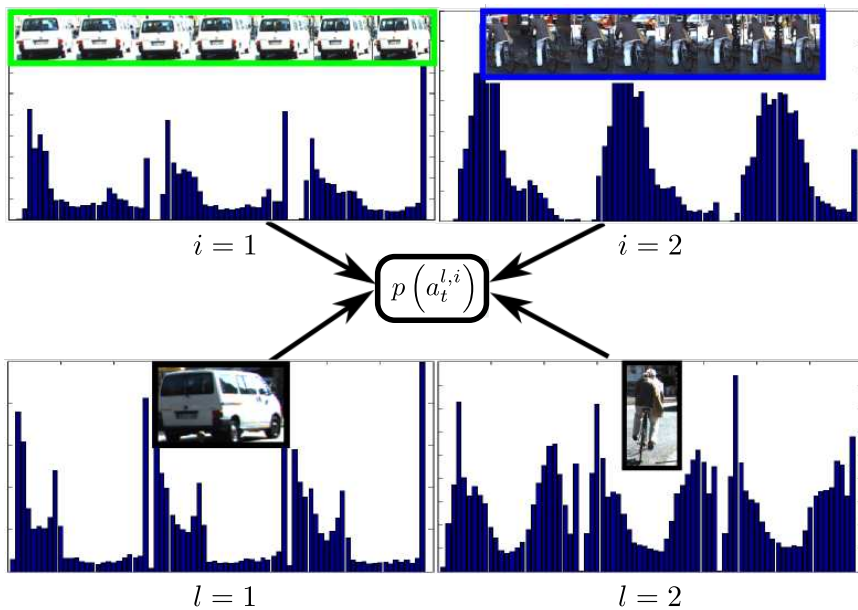 i = 1
i = 2
p(a_t^{l,i})
l = 1
l = 2